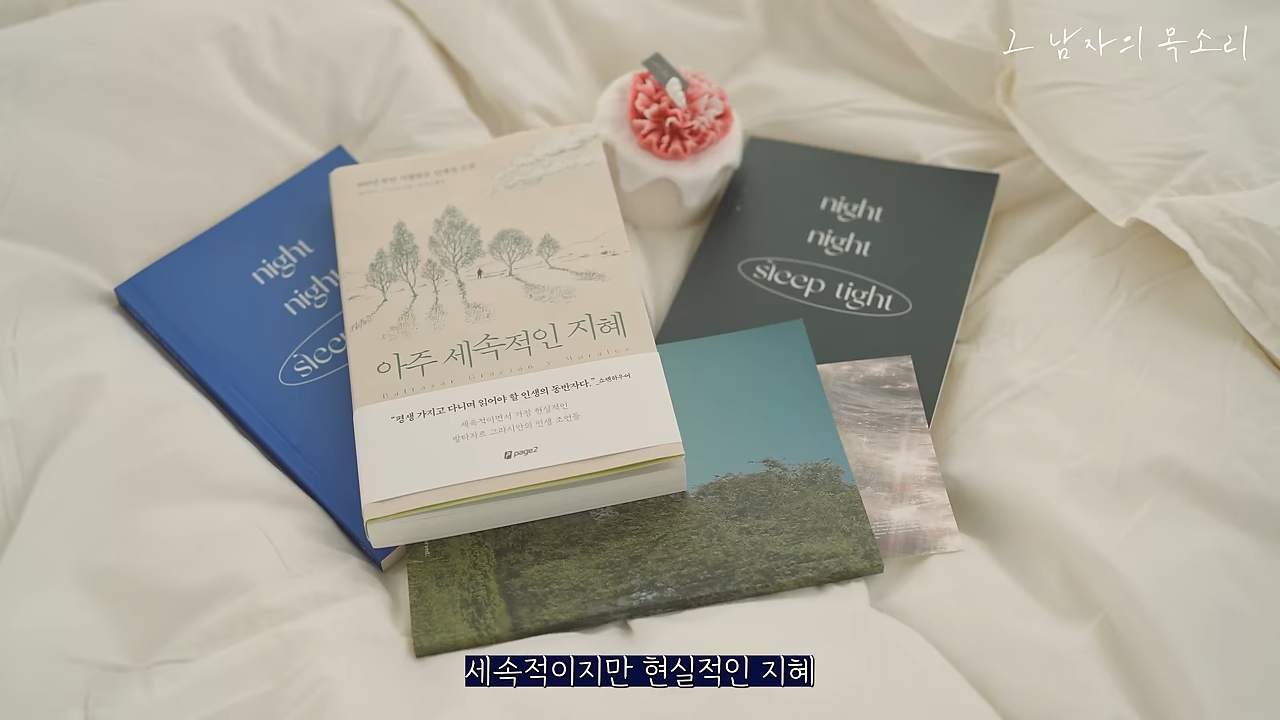 그 남자의 목소리
night
night
sleep tight
night
night
아주 세속적인 지혜
Baltasar Gracian y Morales
“평생 가지고 다니며 읽어야 할 인생의 동반자다.” 쇼펜하우어
세속적이면서 가장 현실적인
발타자르 그라시안의 인생 조언들
page2
세속적이지만 현실적인 지혜